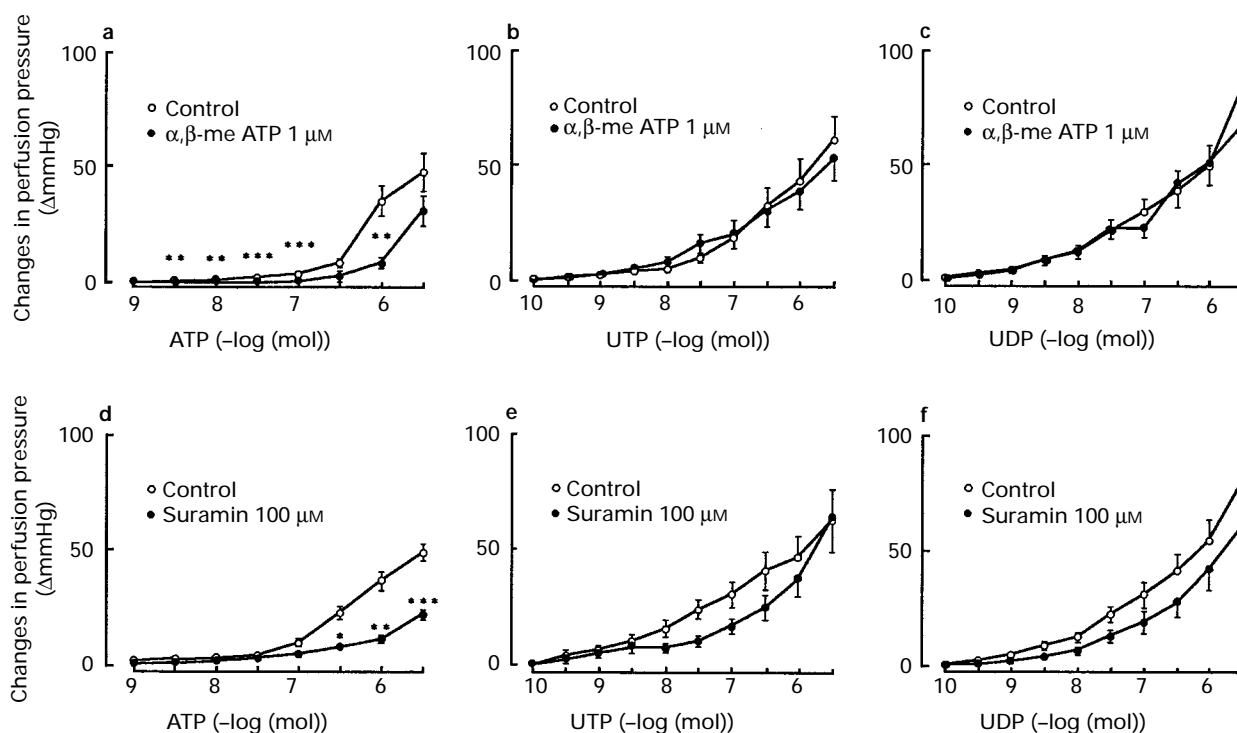 a
100
Control
α,β-me ATP 1 μM
50
** ** *** *** **
0
9 8 7 6
ATP (–log (mol))
Changes in perfusion pressure
(ΔmmHg)
b
100
Control
α,β-me ATP 1 μM
50
0
10 9 8 7 6
UTP (–log (mol))
c
100
Control
α,β-me ATP 1 μM
50
0
10 9 8 7 6
UDP (–log (mol))
d
100
Control
Suramin 100 μM
50
* ** ***
0
9 8 7 6
ATP (–log (mol))
Changes in perfusion pressure
(ΔmmHg)
e
100
Control
Suramin 100 μM
50
0
10 9 8 7 6
UTP (–log (mol))
f
100
Control
Suramin 100 μM
50
0
10 9 8 7 6
UDP (–log (mol))